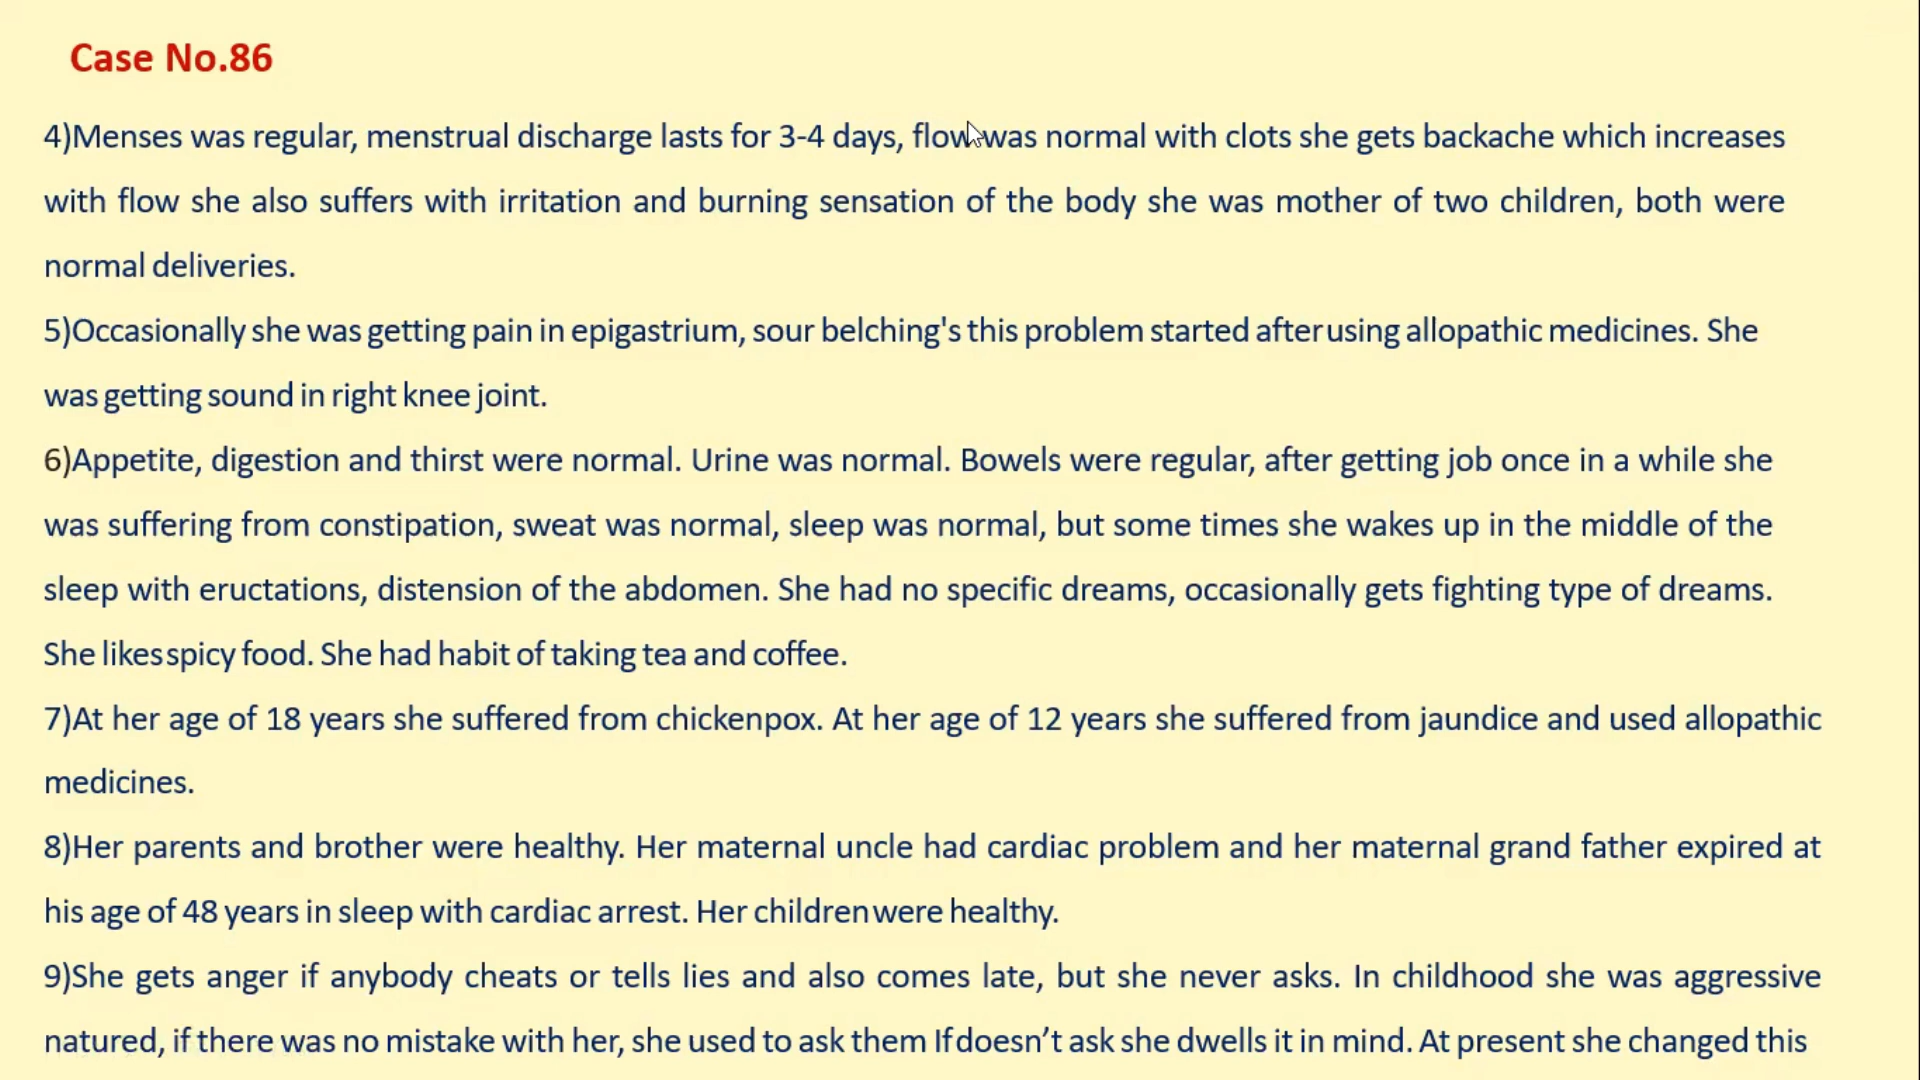 Case No.86
4)Menses was regular, menstrual discharge lasts for 3-4 days, flow was normal with clots she gets backache which increases
with flow she also suffers with irritation and burning sensation of the body she was mother of two children, both were
normal deliveries.
5)Occasionally she was getting pain in epigastrium, sour belching's this problem started after using allopathic medicines. She
was getting sound in right knee joint.
6)Appetite, digestion and thirst were normal. Urine was normal. Bowels were regular, after getting job once in a while she
was suffering from constipation, sweat was normal, sleep was normal, but some times she wakes up in the middle of the
sleep with eructations, distension of the abdomen. She had no specific dreams, occasionally gets fighting type of dreams.
She likes spicy food. She had habit of taking tea and coffee.
7)At her age of 18 years she suffered from chickenpox. At her age of 12 years she suffered from jaundice and used allopathic
medicines.
8)Her parents and brother were healthy. Her maternal uncle had cardiac problem and her maternal grand father expired at
his age of 48 years in sleep with cardiac arrest. Her children were healthy.
9)She gets anger if anybody cheats or tells lies and also comes late, but she never asks. In childhood she was aggressive
natured, if there was no mistake with her, she used to ask them If doesn’t ask she dwells it in mind. At present she changed this